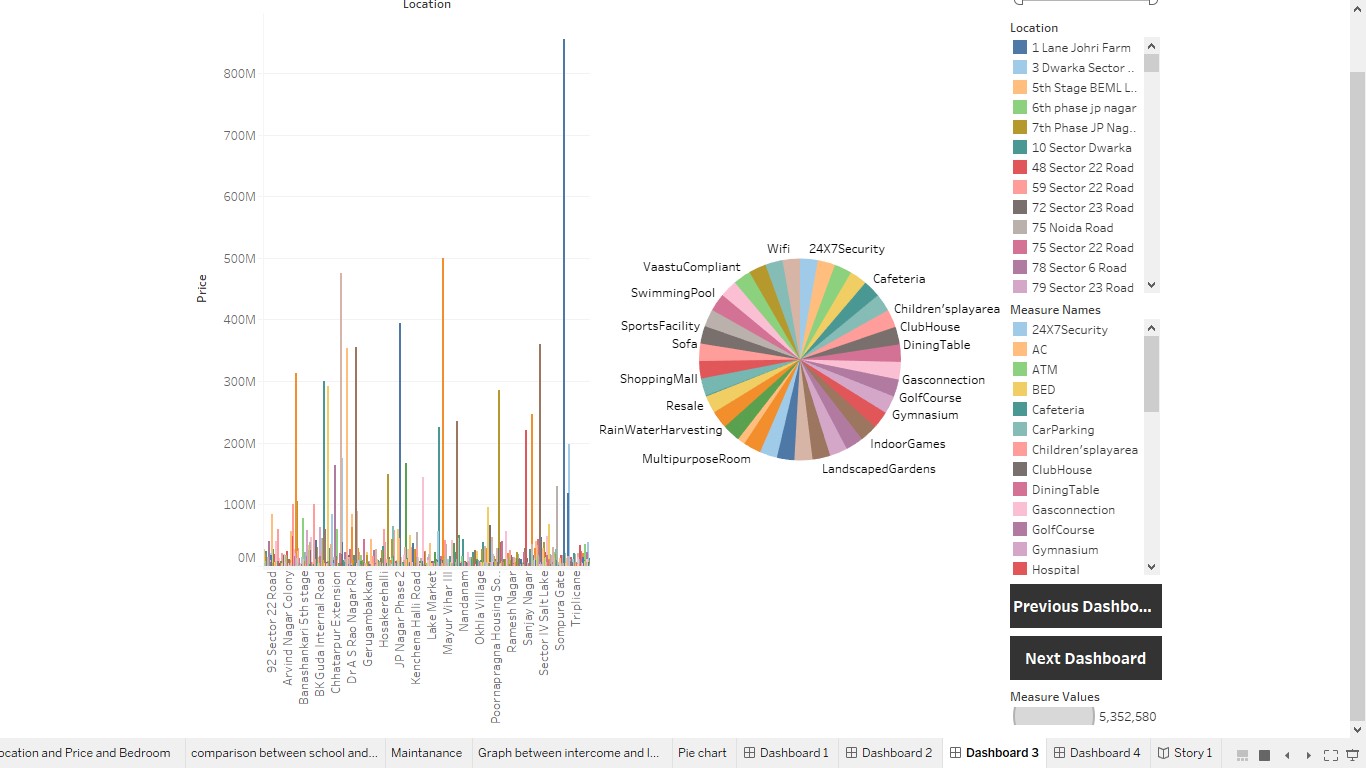 Location
Price
800M
700M
600M
500M
400M
300M
200M
100M
0M
92 Sector 22 Road
Arvind Nagar Colony
Banashankari 5th stage
BK Guda Internal Road
Chhatarpur Extension
Dr A S Rao Nagar Rd
Gerugambakkam
Hosakerehalli
JP Nagar Phase 2
Kenchena Halli Road
Lake Market
Mayur Vihar III
Nandanam
Okhla Village
Poornapragna Housing So..
Ramesh Nagar
Sanjay Nagar
Sector IV Salt Lake
Sompura Gate
Triplicane
Wifi
24X7Security
VaastuCompliant
Cafeteria
SwimmingPool
Children'splayarea
SportsFacility
ClubHouse
Sofa
DiningTable
ShoppingMall
Gasconnection
GolfCourse
Resale
Gymnasium
RainWaterHarvesting
IndoorGames
MultipurposeRoom
LandscapedGardens
Location
1 Lane Johri Farm
3 Dwarka Sector ..
5th Stage BEML L..
6th phase jp nagar
7th Phase JP Nag..
10 Sector Dwarka
48 Sector 22 Road
59 Sector 22 Road
72 Sector 23 Road
75 Noida Road
75 Sector 22 Road
78 Sector 6 Road
79 Sector 23 Road
Measure Names
24X7Security
AC
ATM
BED
Cafeteria
CarParking
Children'splayarea
ClubHouse
DiningTable
Gasconnection
GolfCourse
Gymnasium
Hospital
Previous Dashbo...
Next Dashboard
Measure Values
5,352,580
ocation and Price and Bedroom
comparison between school and...
Maintanance
Graph between intercome and l...
Pie chart
Dashboard 1
Dashboard 2
Dashboard 3
Dashboard 4
Story 1